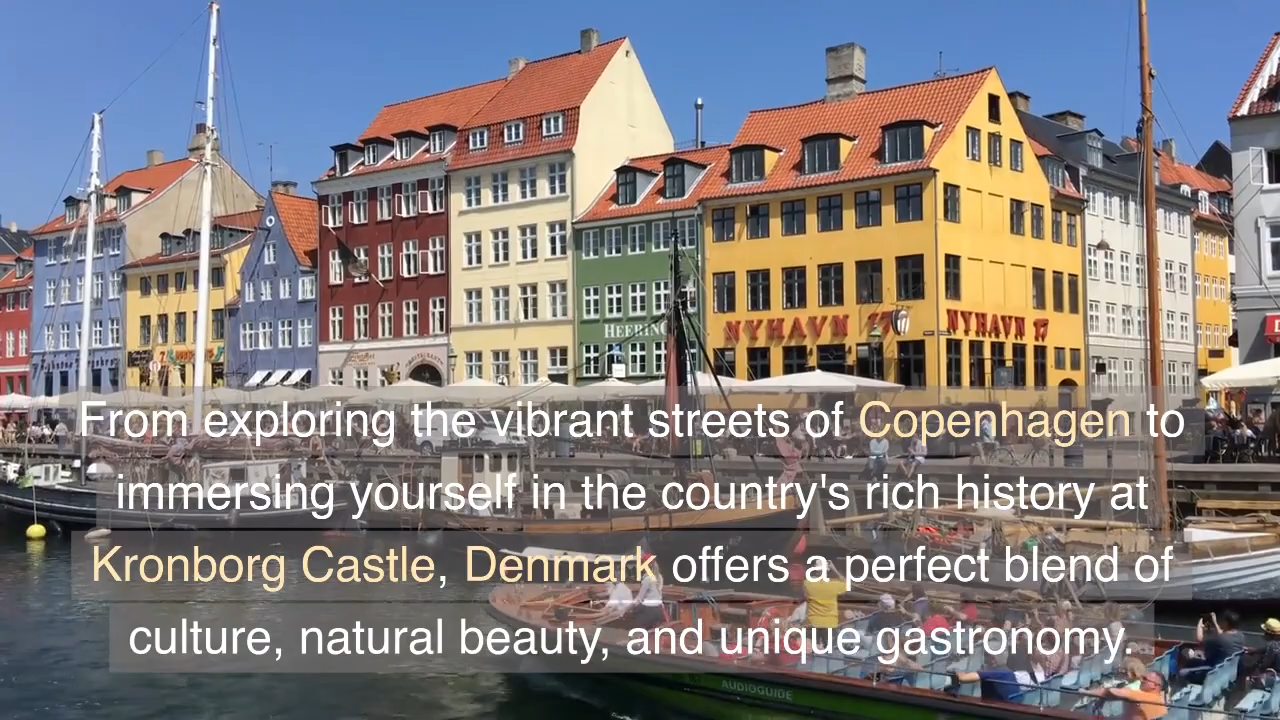 HEERING
NYHAVN 17
NYHAVN 17
From exploring the vibrant streets of Copenhagen to
immersing yourself in the country's rich history at
Kronborg Castle, Denmark offers a perfect blend of
culture, natural beauty, and unique gastronomy.
AUDIOGUIDE